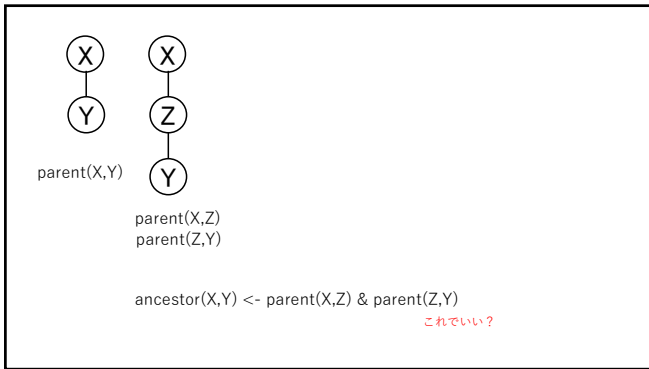 X
Y
parent(X,Y)
X
Z
Y
parent(X,Z)
parent(Z,Y)
ancestor(X,Y) <- parent(X,Z) & parent(Z,Y)
これでいい？